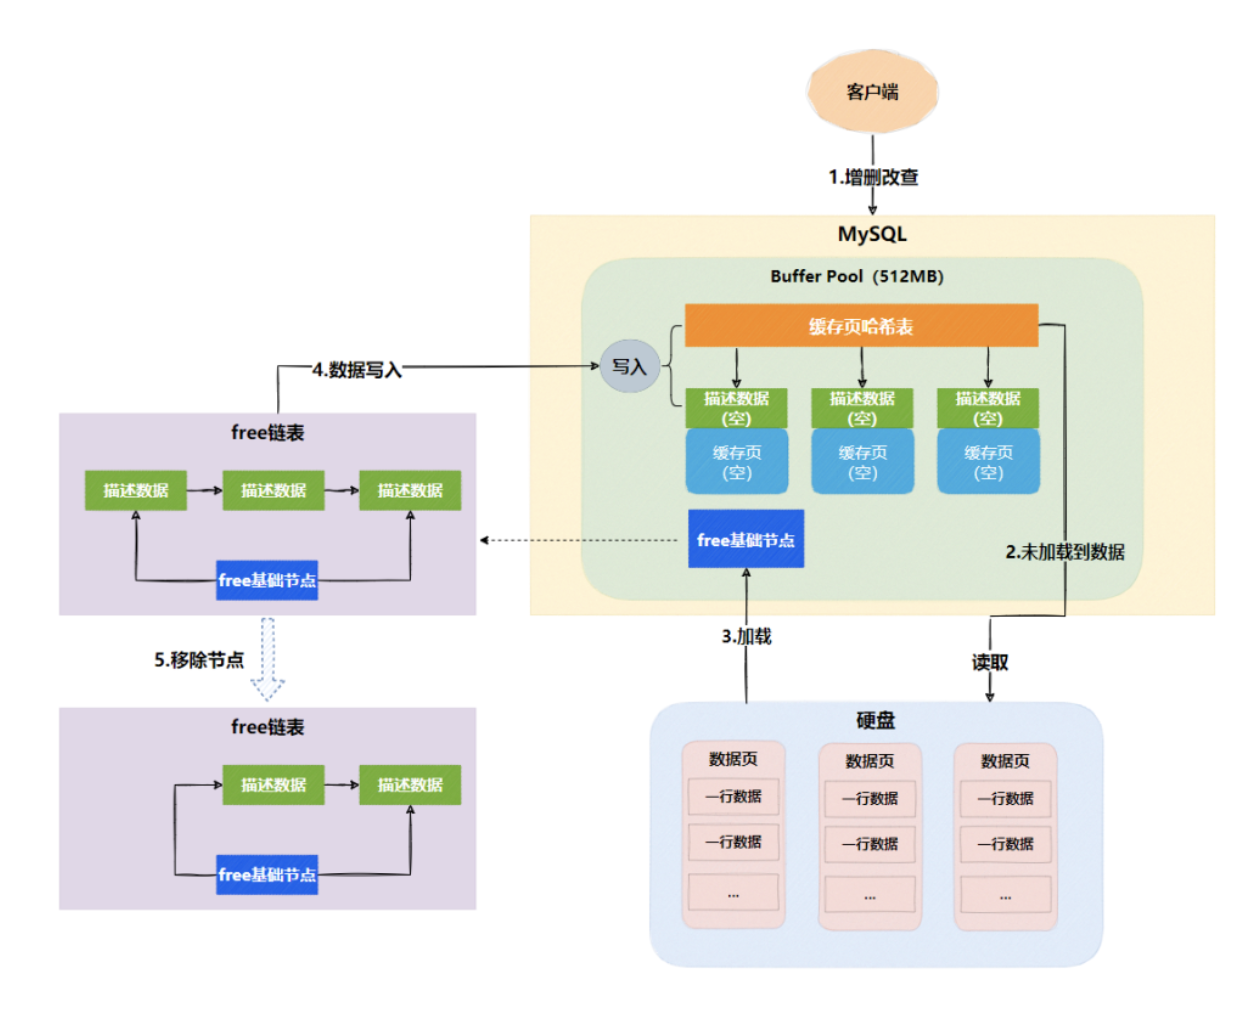 客户端
1.增删改查
MySQL
Buffer Pool（512MB）
缓存页哈希表
写入
4.数据写入
描述数据
(空)
描述数据
(空)
描述数据
(空)
缓存页
(空)
缓存页
(空)
缓存页
(空)
free链表
描述数据
描述数据
描述数据
free基础节点
free基础节点
2.未加载到数据
3.加载
读取
5.移除节点
free链表
描述数据
描述数据
free基础节点
硬盘
数据页
一行数据
一行数据
...
数据页
一行数据
一行数据
...
数据页
一行数据
一行数据
...